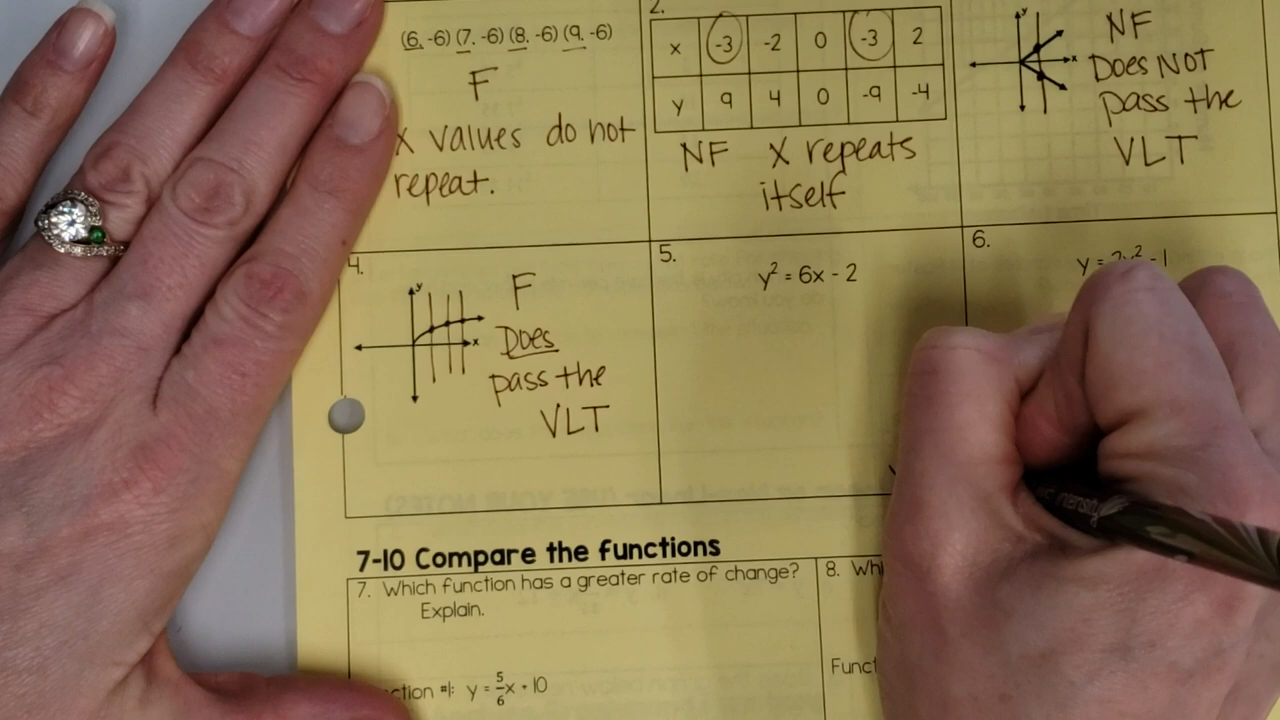 (6, -6) (7, -6) (8, -6) (9, -6)
F
x values do not
repeat.
2.
x -3 -2 0 -3 2
y 9 4 0 -9 -4
NF x repeats
itself
y
x
NF
Does NOT
pass the
VLT
4.
y
x
F
Does
pass the
VLT
5.
y² = 6x - 2
6.
7-10 Compare the functions
7. Which function has a greater rate of change?
Explain.
#1: y = 5/6 x + 10
8.